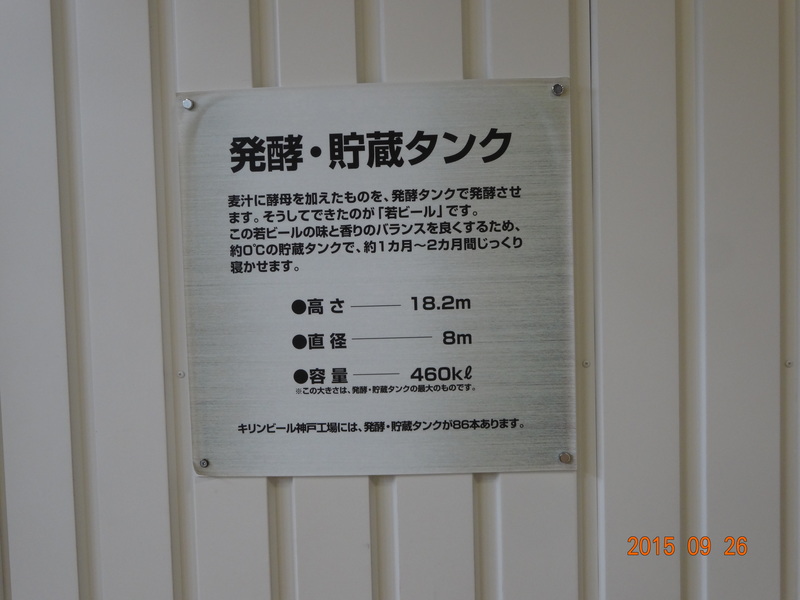 発酵・貯蔵タンク
麦汁に酵母を加えたものを、発酵タンクで発酵させ
ます。そうしてできたのが「若ビール」です。
この若ビールの味と香りのバランスを良くするため、
約0℃の貯蔵タンクで、約1カ月～2カ月間じっくり
寝かせます。
●高さ — 18.2m
●直径 — 8m
●容量 — 460kℓ
※この大きさは、発酵・貯蔵タンクの最大のものです。
キリンビール神戸工場には、発酵・貯蔵タンクが86本あります。
2015 09 26